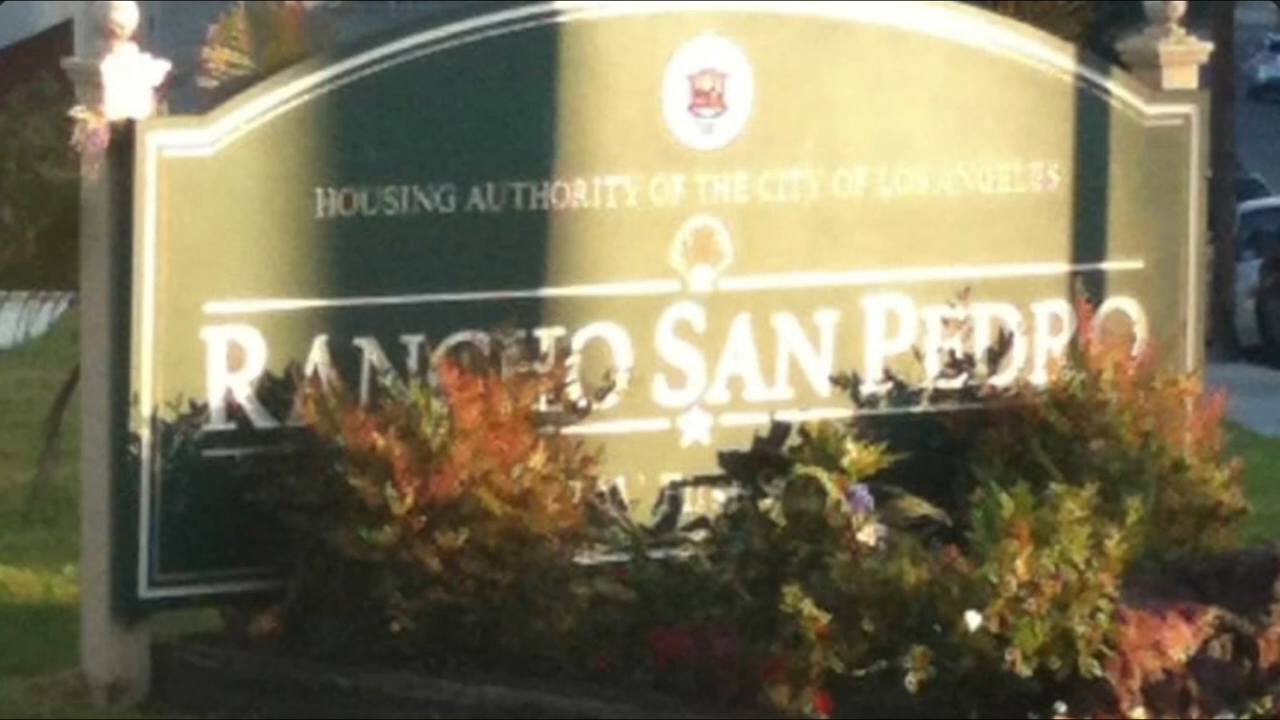 HOUSING AUTHORITY OF THE CITY OF LOS ANGELES
RANCHO SAN PEDRO